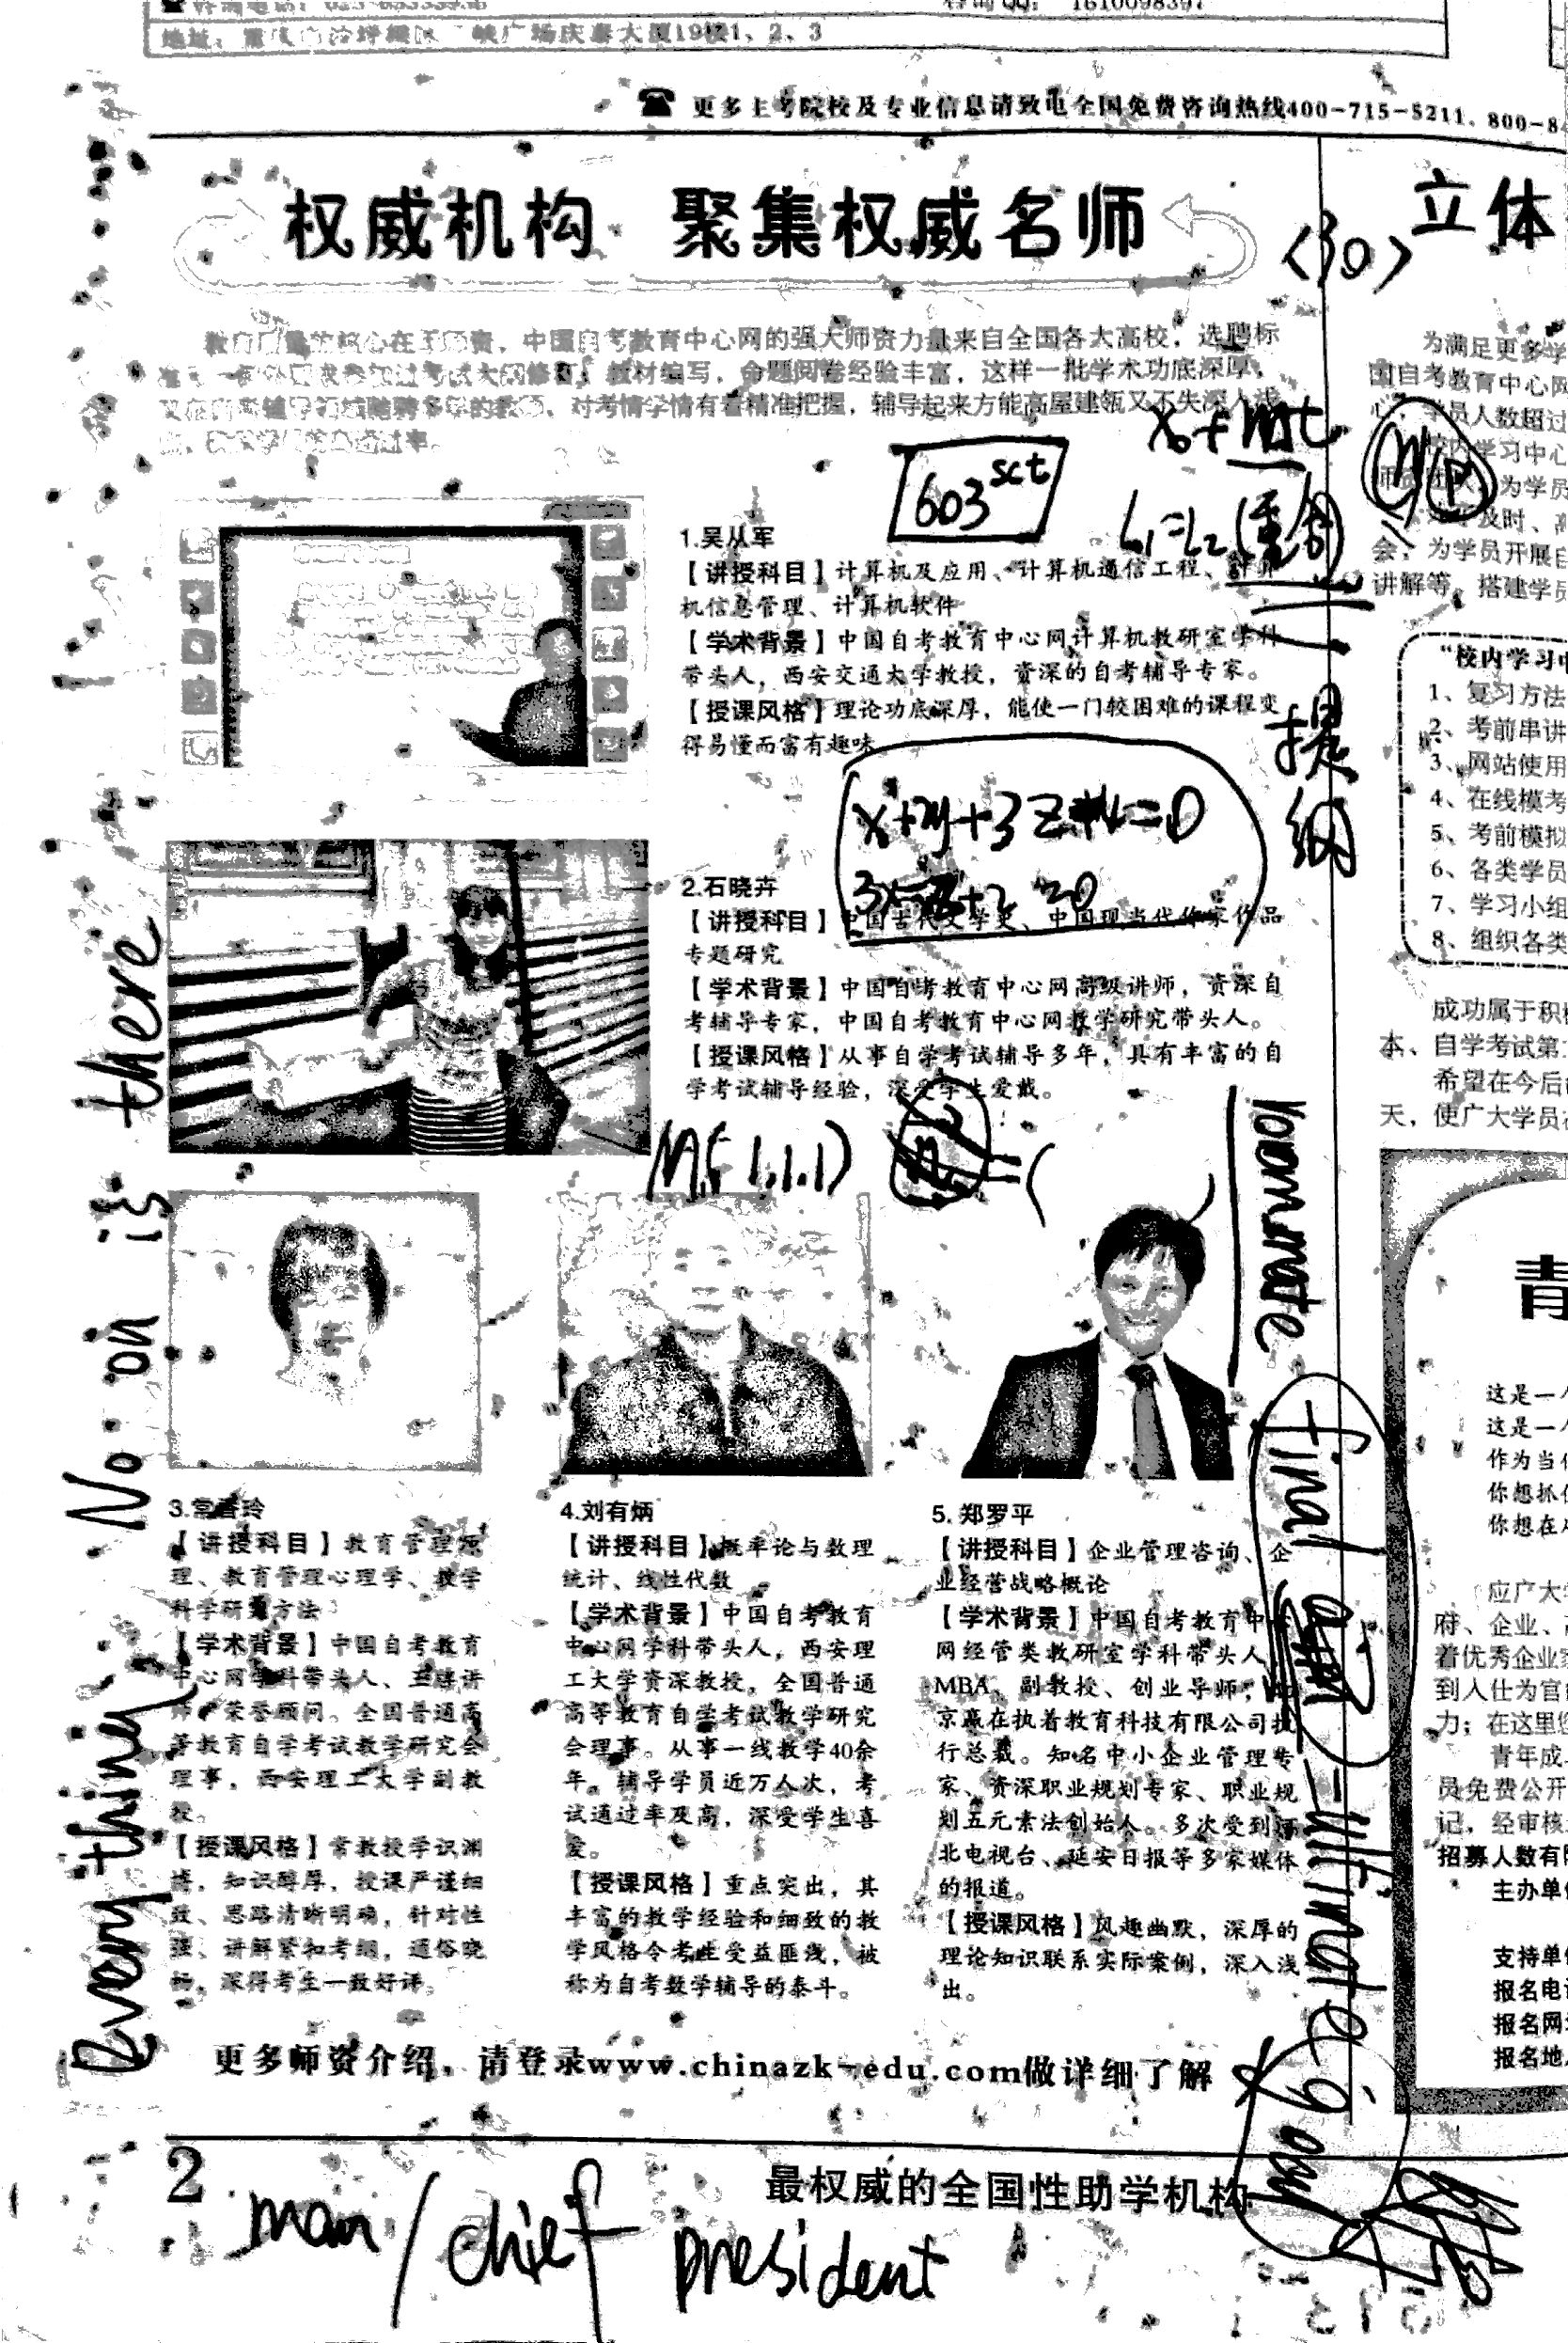 地址：重庆市沙坪坝区三峡广场庆泰大厦19楼1、2、3
更多主考院校及专业信息请致电全国免费咨询热线400-715-5211、800-8
权威机构 聚集权威名师
<30>
立体
中国自考教育中心网的强大师资力量来自全国各大高校，选聘标
教材编写，命题阅卷经验丰富，这样一批学术功底深厚，
对考情学情有着精准把握，辅导起来方能高屋建瓴又不失深入浅
603 sct
1.吴从军
【讲授科目】计算机及应用、计算机通信工程、计算
机信息管理、计算机软件
【学术背景】中国自考教育中心网计算机教研室学科
带头人，西安交通大学教授，资深的自考辅导专家。
【授课风格】理论功底深厚，能使一门较困难的课程变
得易懂而富有趣味
2.石晓卉
【讲授科目】中国古代文学史、中国现当代作家作品
专题研究
【学术背景】中国自考教育中心网高级讲师，资深自
考辅导专家，中国自考教育中心网教学研究带头人。
【授课风格】从事自学考试辅导多年，具有丰富的自
学考试辅导经验，深受学生爱戴。
3.常香玲
【讲授科目】教育管理原
理、教育管理心理学、教学
科学研究方法
【学术背景】中国自考教育
中心网学科带头人、主考讲
师、荣誉顾问。全国普通高
等教育自学考试教学研究会
理事，西安理工大学副教
授。
【授课风格】常教授学识渊
博，知识醇厚，授课严谨细
致、思路清晰明确，针对性
强、讲解紧扣考纲，通俗晓
畅，深得考生一致好评。
4.刘有炳
【讲授科目】概率论与数理
统计、线性代数
【学术背景】中国自考教育
中心网学科带头人，西安理
工大学资深教授。全国普通
高等教育自学考试教学研究
会理事。从事一线教学40余
年。辅导学员近万人次，考
试通过率及高，深受学生喜
爱。
【授课风格】重点突出，其
丰富的教学经验和细致的教
学风格令考生受益匪浅，被
称为自考数学辅导的泰斗。
5.郑罗平
【讲授科目】企业管理咨询、企
业经营战略概论
【学术背景】中国自考教育中心
网经管类教研室学科带头人
MBA、副教授、创业导师；北
京赢在执着教育科技有限公司执
行总裁。知名中小企业管理专
家、资深职业规划专家、职业规
划五元素法创始人。多次受到河
北电视台、延安日报等多家媒体
的报道。
【授课风格】风趣幽默，深厚的
理论知识联系实际案例，深入浅
出。
更多师资介绍，请登录www.chinazk-edu.com做详细了解
2
最权威的全国性助学机构
man/chief president
Every thing No on is there
final
ultimate
提纲
为满足更多学
国自考教育中心网
心，学员人数超过
校内学习中心
为学员
及时、高
会，为学员开展自
讲解等，搭建学员
"校内学习中
1、复习方法
2、考前串讲
3、网站使用
4、在线模考
5、考前模拟
6、各类学员
7、学习小组
8、组织各类
成功属于积极
本、自学考试第
希望在今后
天，使广大学员
青
这是一个
这是一个
作为当代
你想抓住
你想在
应广大学
府、企业、高
着优秀企业家
到入仕为官
力；在这里您
青年成
员免费公开
记，经审核
招募人数有限
主办单位
支持单位
报名电话
报名网
报名地